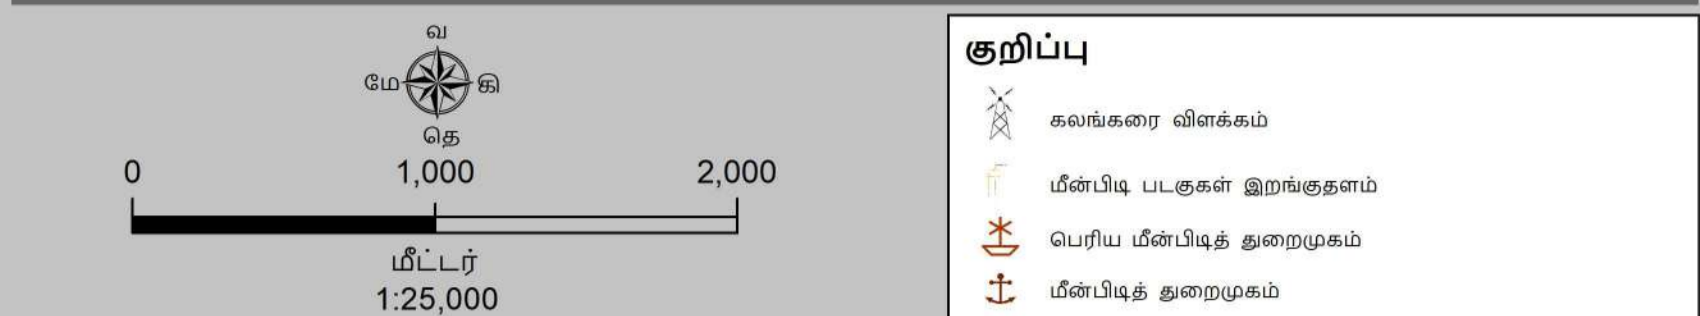 வ
மே கி
தெ
0 1,000 2,000
மீட்டர்
1:25,000
குறிப்பு
கலங்கரை விளக்கம்
மீன்பிடி படகுகள் இறங்குதளம்
பெரிய மீன்பிடித் துறைமுகம்
மீன்பிடித் துறைமுகம்